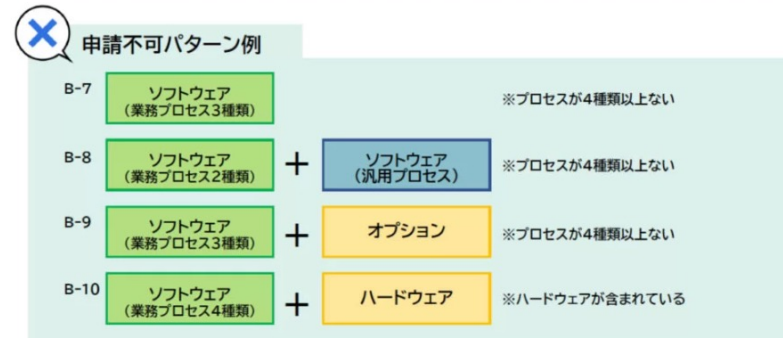 申請不可パターン例
B-7
ソフトウェア
(業務プロセス3種類)
※プロセスが4種類以上ない
B-8
ソフトウェア
(業務プロセス2種類)
+
ソフトウェア
(汎用プロセス)
※プロセスが4種類以上ない
B-9
ソフトウェア
(業務プロセス3種類)
+
オプション
※プロセスが4種類以上ない
B-10
ソフトウェア
(業務プロセス4種類)
+
ハードウェア
※ハードウェアが含まれている